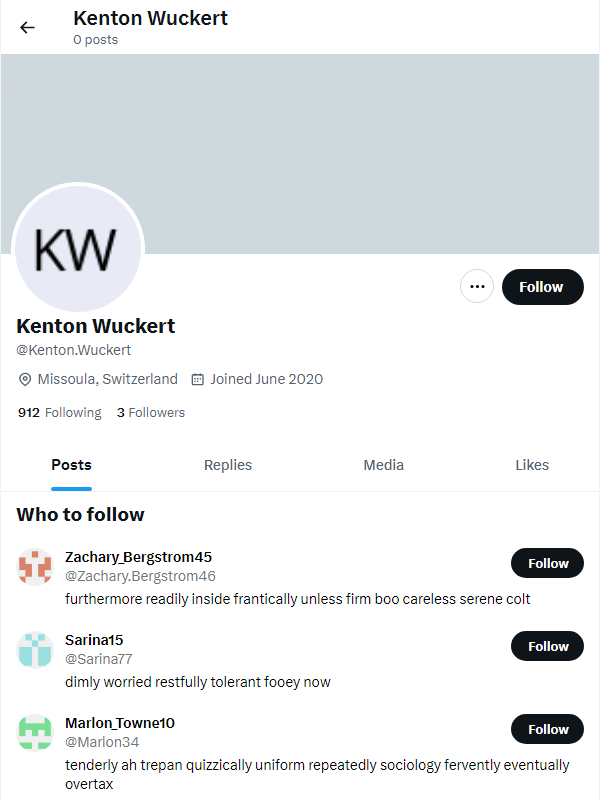 Kenton Wuckert
0 posts
KW
Follow
Kenton Wuckert
@Kenton.Wuckert
Missoula, Switzerland Joined June 2020
912 Following 3 Followers
Posts Replies Media Likes
Who to follow
Zachary_Bergstrom45
@Zachary.Bergstrom46
Follow
furthermore readily inside frantically unless firm boo careless serene colt
Sarina15
@Sarina77
Follow
dimly worried restfully tolerant fooey now
Marlon_Towne10
@Marlon34
Follow
tenderly ah trepan quizzically uniform repeatedly sociology fervently eventually
overtax